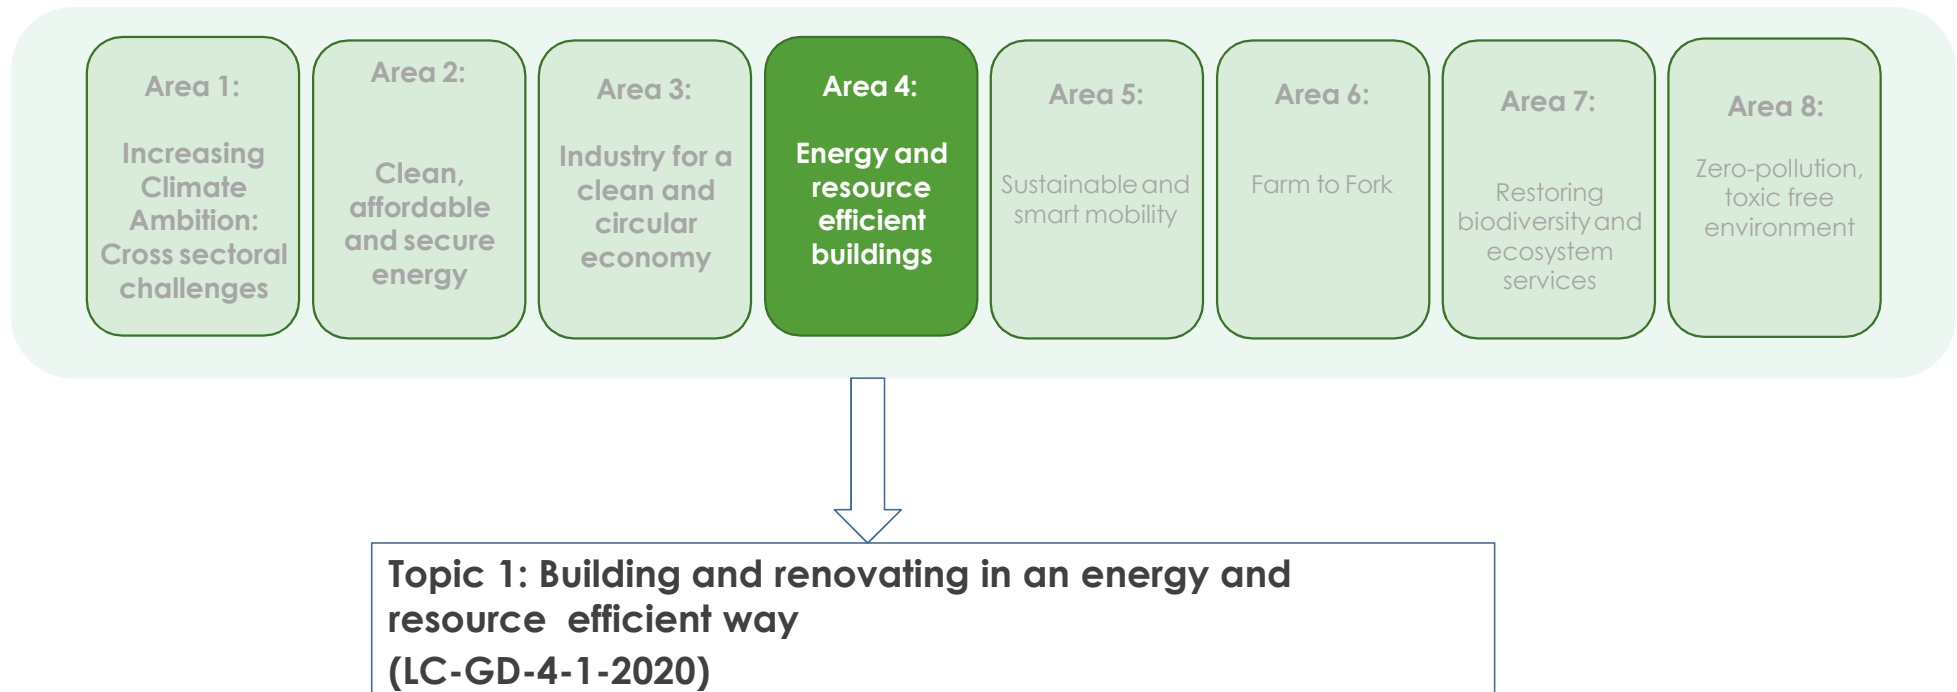 Area 1:
Increasing
Climate
Ambition:
Cross sectoral
challenges
Area 2:
Clean,
affordable
and secure
energy
Area 3:
Industry for a
clean and
circular
economy
Area 4:
Energy and
resource
efficient
buildings
Area 5:
Sustainable and
smart mobility
Area 6:
Farm to Fork
Area 7:
Restoring
biodiversity and
ecosystem
services
Area 8:
Zero-pollution,
toxic free
environment
Topic 1: Building and renovating in an energy and
resource efficient way
(LC-GD-4-1-2020)